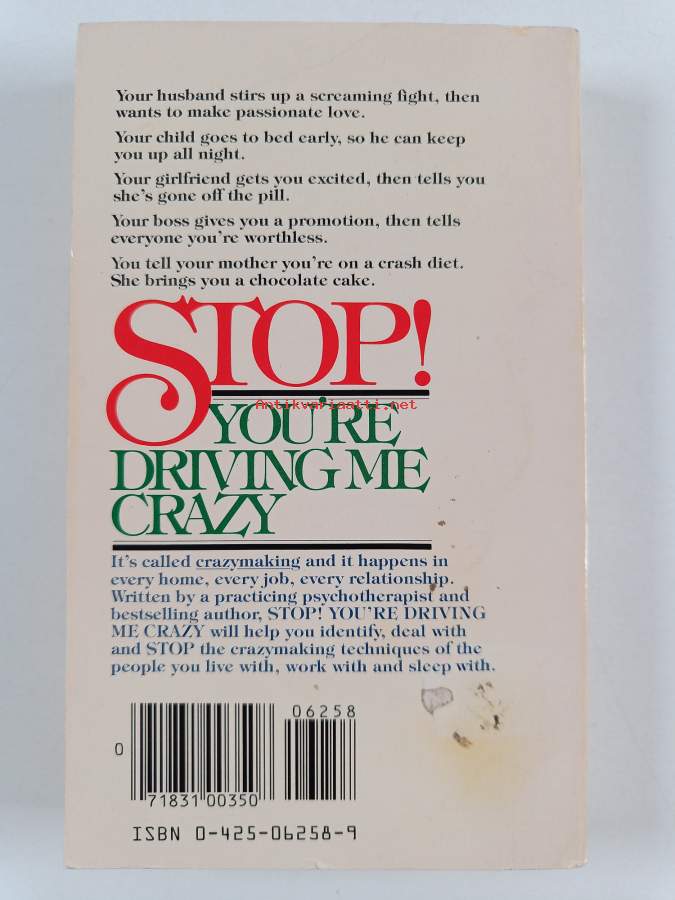 Your husband stirs up a screaming fight, then
wants to make passionate love.
Your child goes to bed early, so he can keep
you up all night.
Your girlfriend gets you excited, then tells you
she's gone off the pill.
Your boss gives you a promotion, then tells
everyone you're worthless.
You tell your mother you're on a crash diet.
She brings you a chocolate cake.
STOP!
Antikvariaatti.net
YOU'RE
DRIVING ME
CRAZY
It's called crazymaking and it happens in
every home, every job, every relationship.
Written by a practicing psychotherapist and
bestselling author, STOP! YOU'RE DRIVING
ME CRAZY will help you identify, deal with
and STOP the crazymaking techniques of the
people you live with, work with and sleep with.
06258
0
71831 00350
ISBN 0-425-06258-9